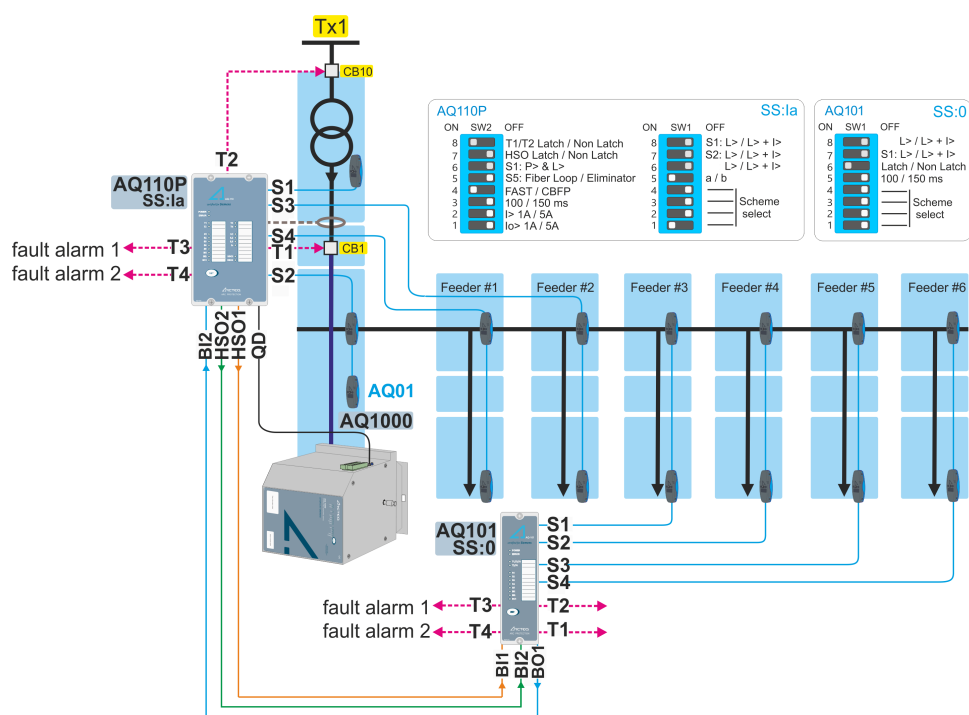 Tx1
CB10
T2
AQ110P
SS:Ia
S1
S3
S4
T1
CB1
S2
fault alarm 1
T3
fault alarm 2
T4
BI2
HSO2
HSO1
QD
AQ01
AQ1000
AQ110P
SS:Ia
ON SW2 OFF
8 T1/T2 Latch / Non Latch
7 HSO Latch / Non Latch
6 S1: P> & L>
5 S5: Fiber Loop / Eliminator
4 FAST / CBFP
3 100 / 150 ms
2 I> 1A / 5A
1 Io> 1A / 5A
ON SW1 OFF
8 S1: L> / L> + I>
7 S2: L> / L> + I>
6 L> / L> + I>
5 a / b
4
3 Scheme
2 select
1
AQ101
SS:0
ON SW1 OFF
8 L> / L> + I>
7 S1: L> / L> + I>
6 Latch / Non Latch
5 100 / 150 ms
4
3 Scheme
2 select
1
Feeder #1
Feeder #2
Feeder #3
Feeder #4
Feeder #5
Feeder #6
AQ101
SS:0
S1
S2
S3
S4
fault alarm 1
T3
T2
fault alarm 2
T4
T1
BI1
BI2
BO1